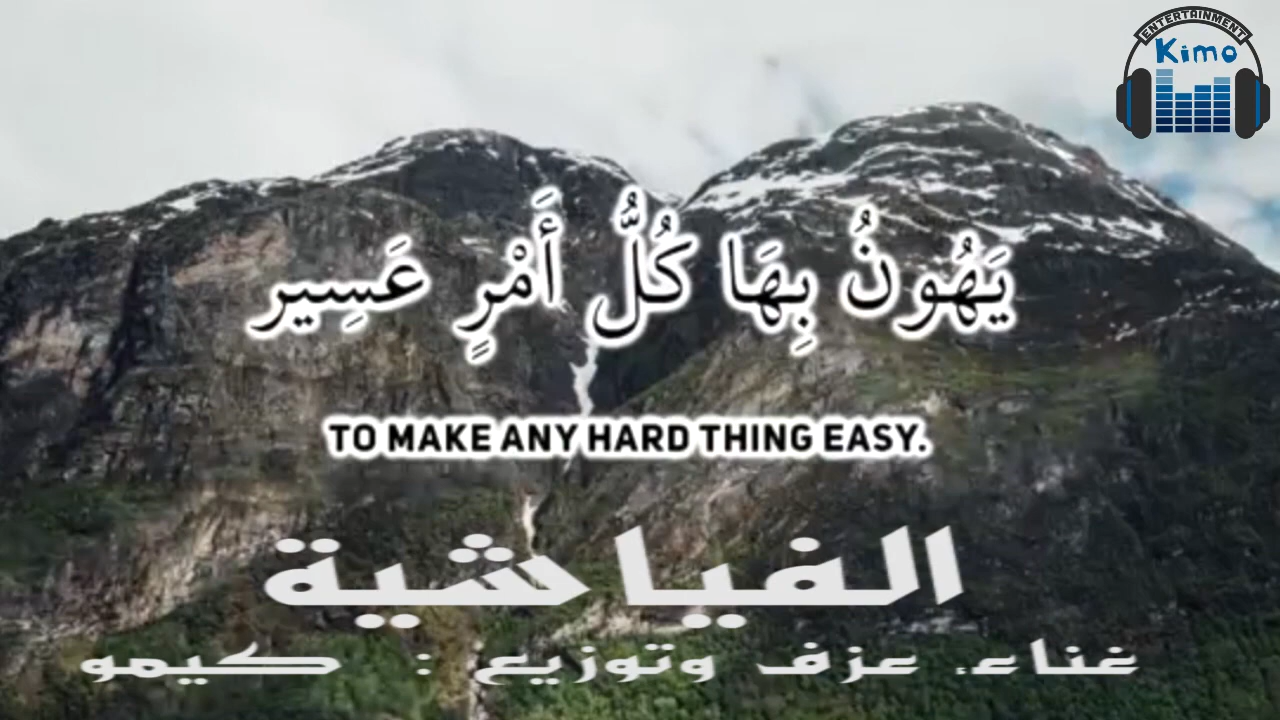 ENTERTAINMENT
Kimo
يَهُونُ بِهَا كُلُّ أَمْرٍ عَسِير
TO MAKE ANY HARD THING EASY.
الفياشية
غناء، عزف وتوزيع : كيمو